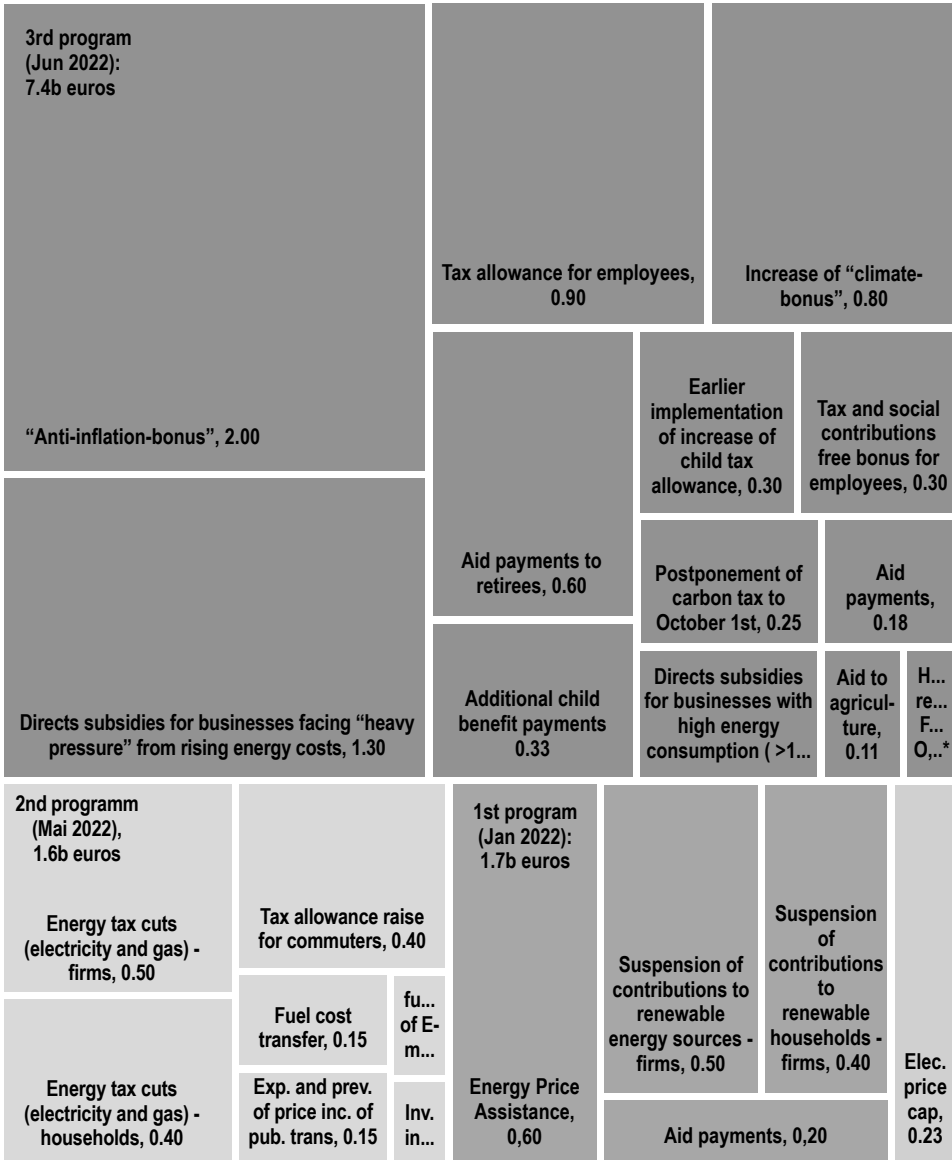 3rd program
(Jun 2022):
7.4b euros
“Anti-inflation-bonus”, 2.00
Tax allowance for employees,
0.90
Increase of “climate-
bonus”, 0.80
Aid payments to
retirees, 0.60
Earlier
implementation
of increase of
child tax
allowance, 0.30
Tax and social
contributions
free bonus for
employees, 0.30
Postponement of
carbon tax to
October 1st, 0.25
Aid
payments,
0.18
Directs subsidies for businesses facing “heavy
pressure” from rising energy costs, 1.30
Additional child
benefit payments
0.33
Directs subsidies
for businesses with
high energy
consumption ( >1...
Aid to
agricul-
ture,
0.11
H...
re...
F...
O,..*
2nd programm
(Mai 2022),
1.6b euros
Energy tax cuts
(electricity and gas) -
firms, 0.50
Tax allowance raise
for commuters, 0.40
Fuel cost
transfer, 0.15
fu...
of E-
m...
Energy tax cuts
(electricity and gas) -
households, 0.40
Exp. and prev.
of price inc. of
pub. trans, 0.15
Inv.
in...
1st program
(Jan 2022):
1.7b euros
Energy Price
Assistance,
0,60
Suspension of
contributions to
renewable
energy sources -
firms, 0.50
Suspension
of
contributions
to
renewable
households -
firms, 0.40
Aid payments, 0,20
Elec.
price
cap,
0.23